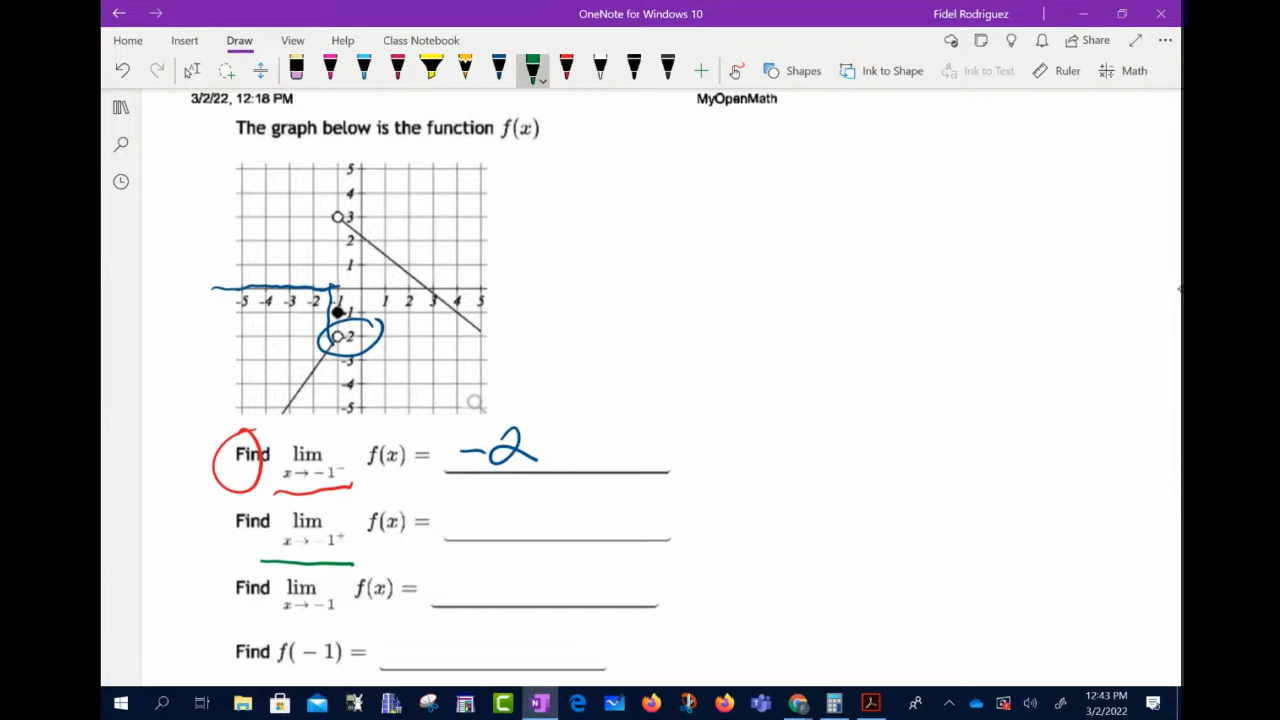 OneNote for Windows 10
Fidel Rodriguez
Home Insert Draw View Help Class Notebook
Share
Shapes Ink to Shape Ink to Text Ruler Math
3/2/22, 12:18 PM MyOpenMath
The graph below is the function f(x)
5
4
3
2
1
-5 -4 -3 -2 -1 1 2 3 4 5
-1
-2
-3
-4
-5
Find lim x→-1⁻ f(x) = -2
Find lim x→-1⁺ f(x) =
Find lim x→-1 f(x) =
Find f(-1) =
12:43 PM
3/2/2022